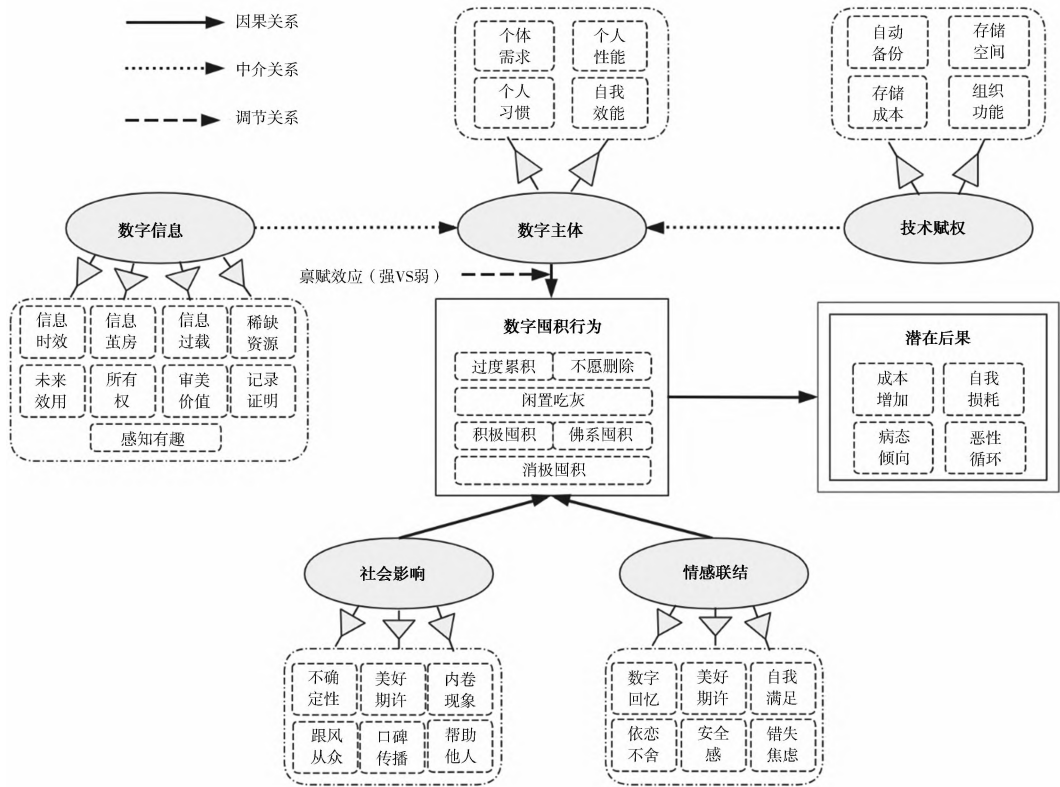 因果关系
中介关系
调节关系
个体
需求
个人
性能
个人
习惯
自我
效能
自动
备份
存储
空间
存储
成本
组织
功能
数字信息
数字主体
技术赋权
禀赋效应（强VS弱）
信息
时效
信息
茧房
信息
过载
稀缺
资源
未来
效用
所有
权
审美
价值
记录
证明
感知有趣
数字囤积行为
过度累积
不愿删除
闲置吃灰
积极囤积
佛系囤积
消极囤积
潜在后果
成本
增加
自我
损耗
病态
倾向
恶性
循环
社会影响
情感联结
不确
定性
美好
期许
内卷
现象
跟风
从众
口碑
传播
帮助
他人
数字
回忆
美好
期许
自我
满足
依恋
不舍
安全
感
错失
焦虑